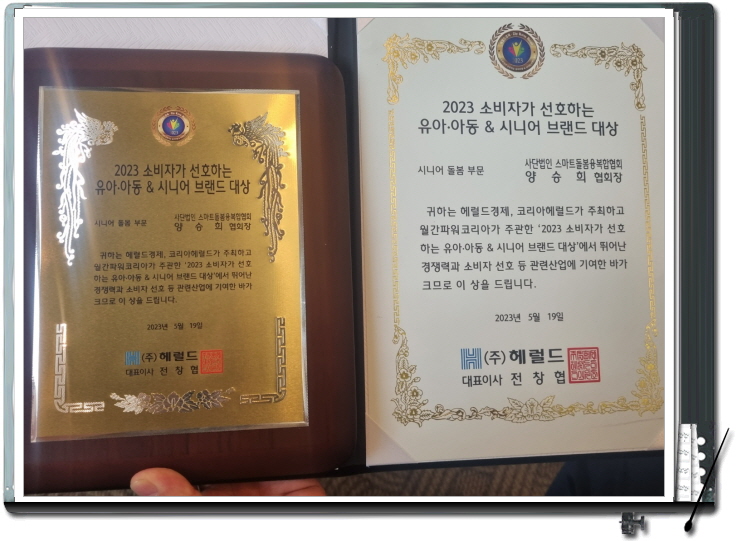 2023 소비자가 선호하는
유아·아동 & 시니어 브랜드 대상
시니어 돌봄 부문
사단법인 스마트돌봄융복합협회
양 승 희 협회장
귀하는 헤럴드경제, 코리아헤럴드가 주최하고
월간파워코리아가 주관한 '2023 소비자가 선호
하는 유아·아동 & 시니어 브랜드 대상'에서 뛰어난
경쟁력과 소비자 선호 등 관련산업에 기여한 바가
크므로 이 상을 드립니다.
2023년 5월 19일
(주)헤럴드
대표이사 전 창 협
2023 소비자가 선호하는
유아·아동 & 시니어 브랜드 대상
시니어 돌봄 부문
사단법인 스마트돌봄융복합협회
양 승 희 협회장
귀하는 헤럴드경제, 코리아헤럴드가 주최하고
월간파워코리아가 주관한 '2023 소비자가 선호
하는 유아·아동 & 시니어 브랜드 대상'에서 뛰어난
경쟁력과 소비자 선호 등 관련산업에 기여한 바가
크므로 이 상을 드립니다.
2023년 5월 19일
(주)헤럴드
대표이사 전 창 협